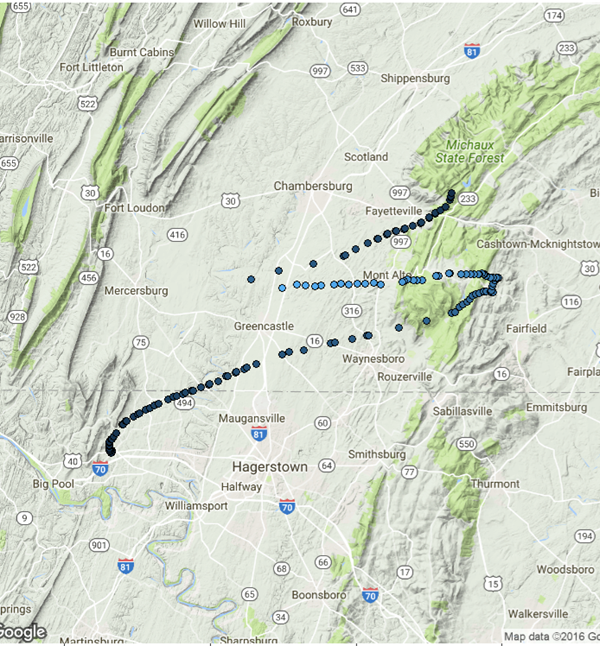 655
641
174
Willow Hill
Roxbury
Burnt Cabins
81
233
Fort Littleton
997
533
Shippensburg
522
Michaux
State Forest
arrisonville
Scotland
655
Chambersburg
30
30
997
233
Fort Loudon
Fayetteville
416
997
Cashtown-Mcknightstow
16
522
30
456
Mont Alto
Mercersburg
116
928
316
Greencastle
Fairfield
75
16
Waynesboro
Rouzerville
16
Fairpla
494
Sabillasville
Emmitsburg
Maugansville
60
81
550
40
Smithsburg
70
Hagerstown
64
77
Big Pool
Halfway
Thurmont
Williamsport
70
9
194
901
81
66
68
17
Woodsboro
Boonsboro
70
15
65
prings
34
Walkersville
Google
Martinsburg
Sharpsburg
Map data ©2016 Go